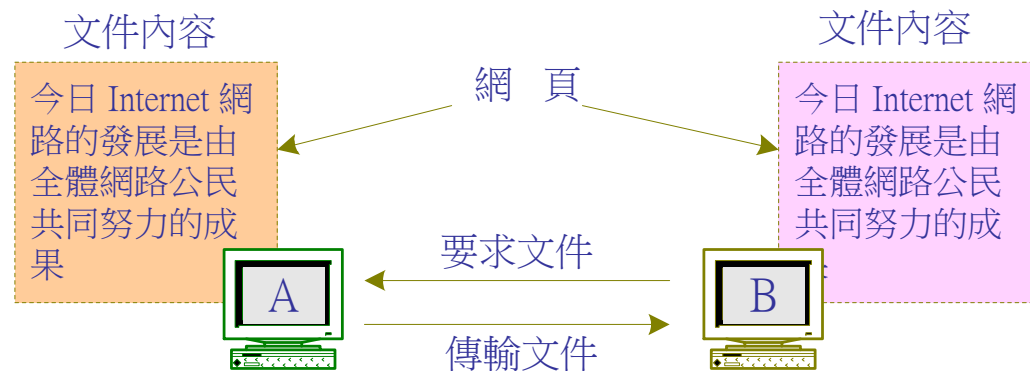 文件內容
文件內容
網 頁
今日 Internet 網
路的發展是由
全體網路公民
共同努力的成
果
今日 Internet 網
路的發展是由
全體網路公民
共同努力的成
要求文件
A
B
傳輸文件